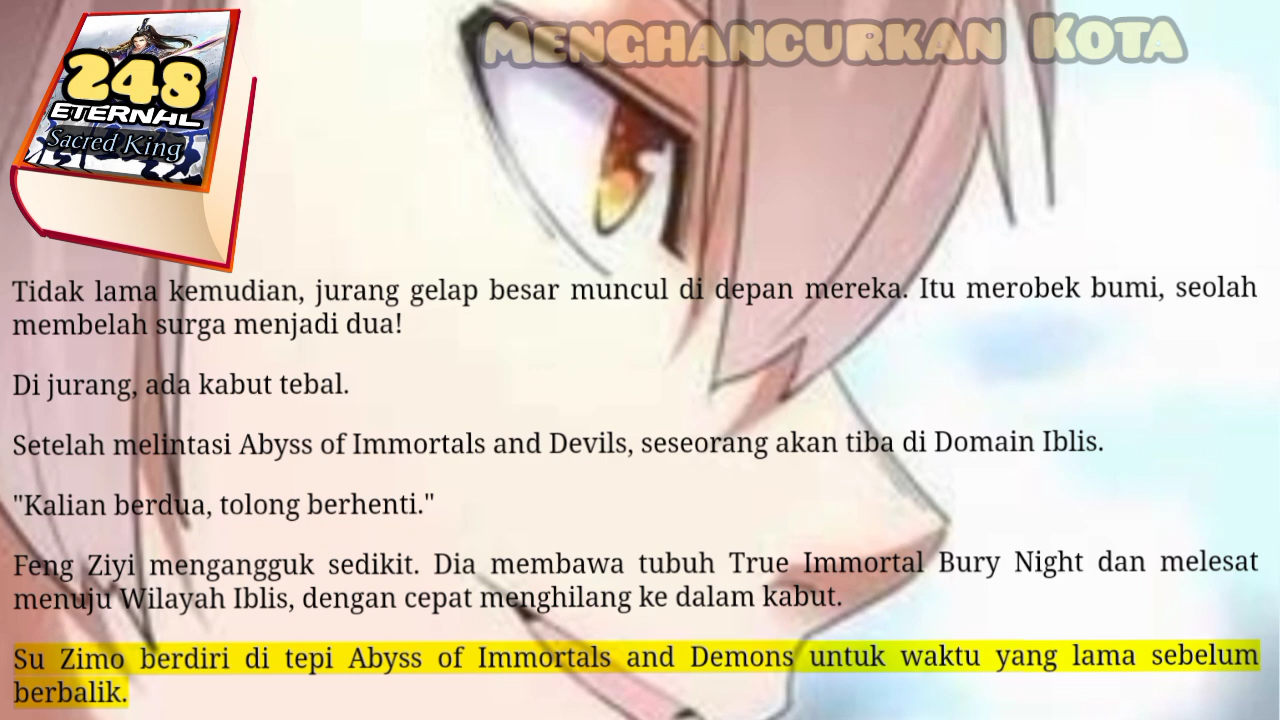 Menghancurkan Kota
248
ETERNAL
Sacred King
Tidak lama kemudian, jurang gelap besar muncul di depan mereka. Itu merobek bumi, seolah
membelah surga menjadi dua!
Di jurang, ada kabut tebal.
Setelah melintasi Abyss of Immortals and Devils, seseorang akan tiba di Domain Iblis.
"Kalian berdua, tolong berhenti."
Feng Ziyi mengangguk sedikit. Dia membawa tubuh True Immortal Bury Night dan melesat
menuju Wilayah Iblis, dengan cepat menghilang ke dalam kabut.
Su Zimo berdiri di tepi Abyss of Immortals and Demons untuk waktu yang lama sebelum
berbalik.